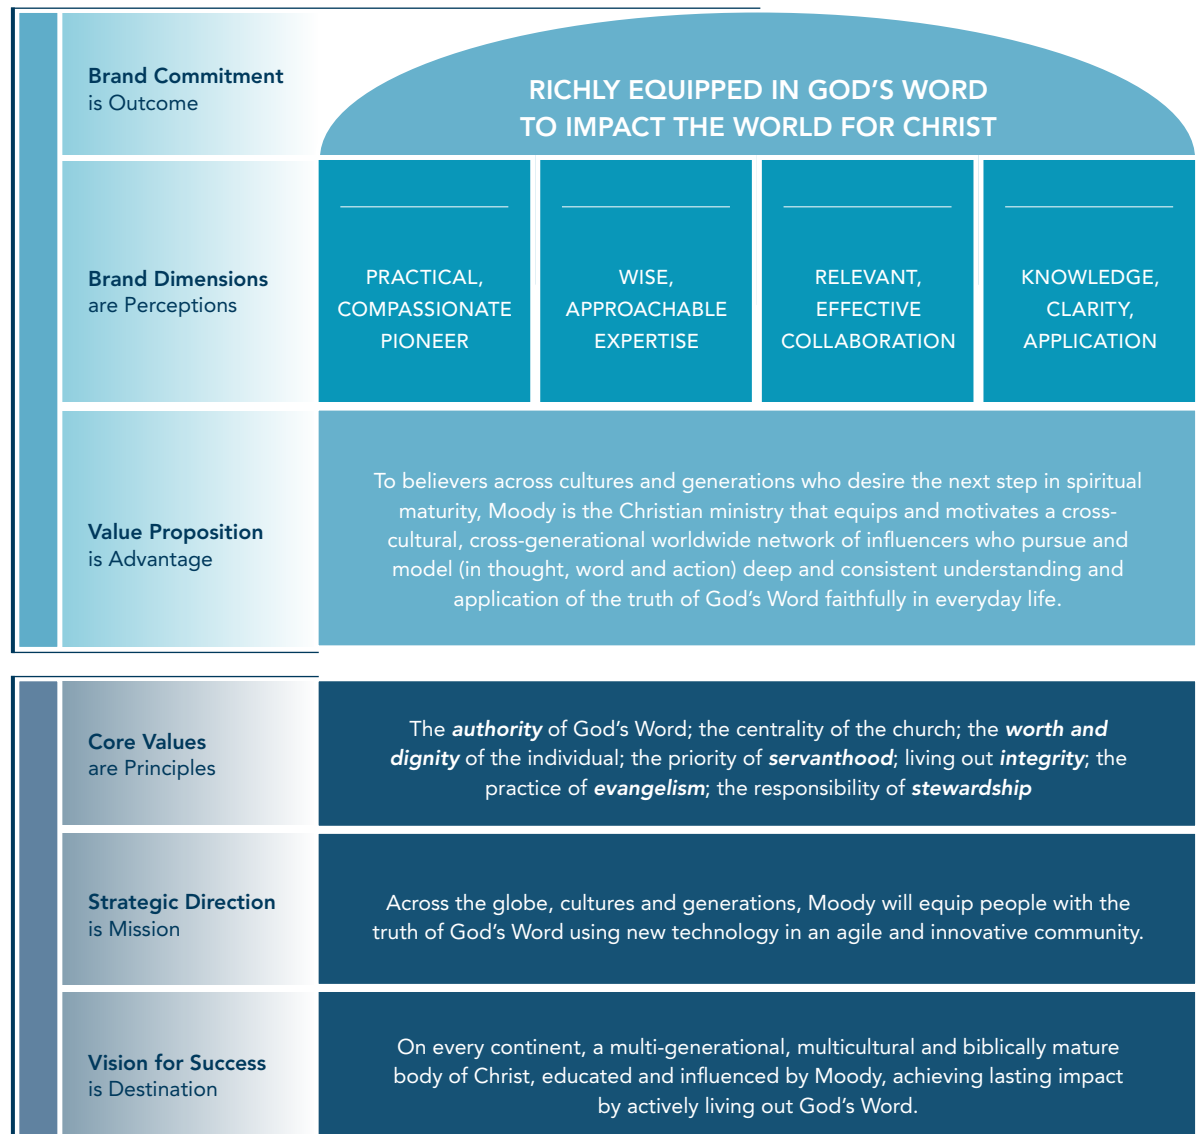 Brand Commitment
is Outcome
RICHLY EQUIPPED IN GOD’S WORD
TO IMPACT THE WORLD FOR CHRIST
Brand Dimensions
are Perceptions
PRACTICAL,
COMPASSIONATE
PIONEER
WISE,
APPROACHABLE
EXPERTISE
RELEVANT,
EFFECTIVE
COLLABORATION
KNOWLEDGE,
CLARITY,
APPLICATION
Value Proposition
is Advantage
To believers across cultures and generations who desire the next step in spiritual
maturity, Moody is the Christian ministry that equips and motivates a cross-
cultural, cross-generational worldwide network of influencers who pursue and
model (in thought, word and action) deep and consistent understanding and
application of the truth of God’s Word faithfully in everyday life.
Core Values
are Principles
The authority of God’s Word; the centrality of the church; the worth and
dignity of the individual; the priority of servanthood; living out integrity; the
practice of evangelism; the responsibility of stewardship
Strategic Direction
is Mission
Across the globe, cultures and generations, Moody will equip people with the
truth of God’s Word using new technology in an agile and innovative community.
Vision for Success
is Destination
On every continent, a multi-generational, multicultural and biblically mature
body of Christ, educated and influenced by Moody, achieving lasting impact
by actively living out God’s Word.